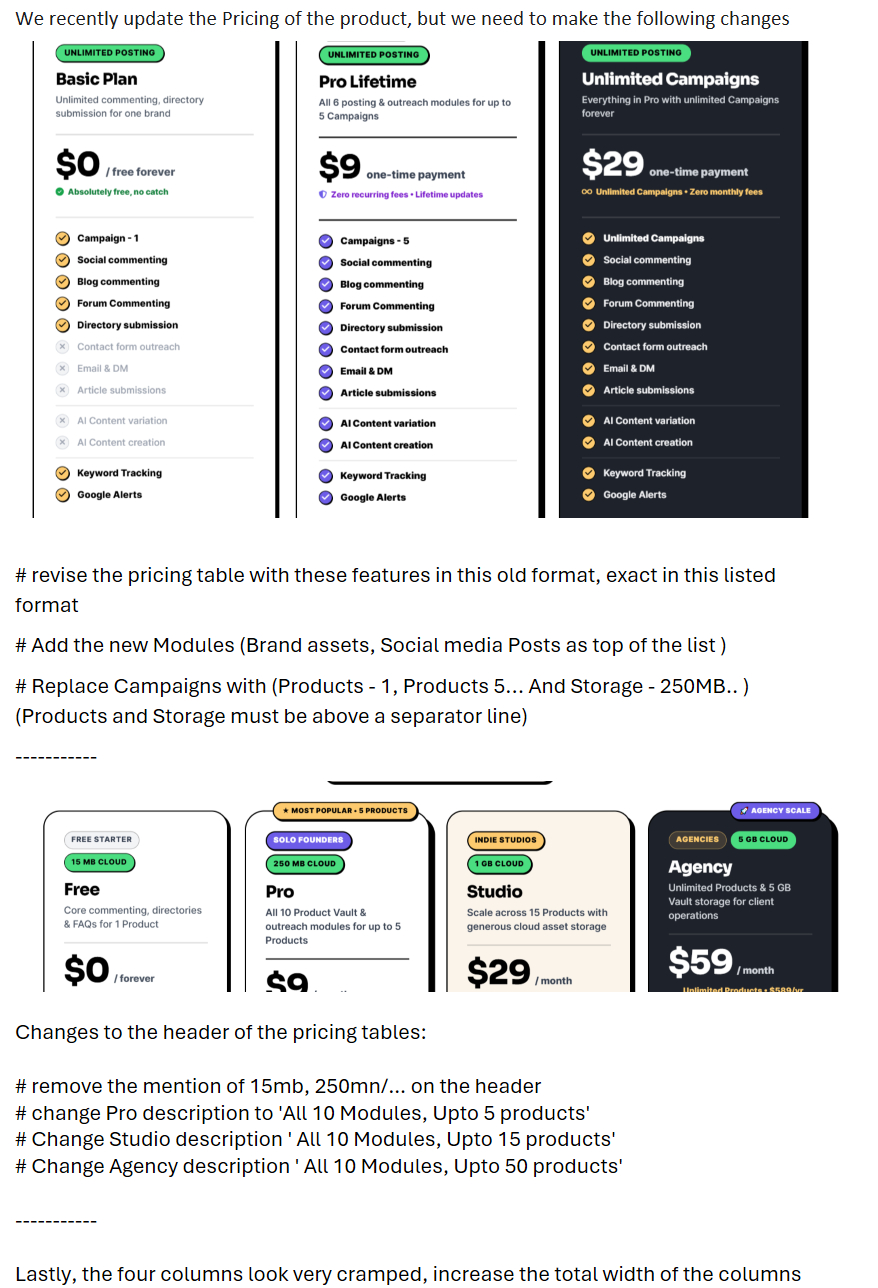 We recently update the Pricing of the product, but we need to make the following changes
UNLIMITED POSTING
Basic Plan
Unlimited commenting, directory
submission for one brand
$0 / free forever
Absolutely free, no catch
Campaign - 1
Social commenting
Blog commenting
Forum Commenting
Directory submission
Contact form outreach
Email & DM
Article submissions
AI Content variation
AI Content creation
Keyword Tracking
Google Alerts
UNLIMITED POSTING
Pro Lifetime
All 6 posting & outreach modules for up to
5 Campaigns
$9 one-time payment
Zero recurring fees • Lifetime updates
Campaigns - 5
Social commenting
Blog commenting
Forum Commenting
Directory submission
Contact form outreach
Email & DM
Article submissions
AI Content variation
AI Content creation
Keyword Tracking
Google Alerts
UNLIMITED POSTING
Unlimited Campaigns
Everything in Pro with unlimited Campaigns
forever
$29 one-time payment
Unlimited Campaigns • Zero monthly fees
Unlimited Campaigns
Social commenting
Blog commenting
Forum Commenting
Directory submission
Contact form outreach
Email & DM
Article submissions
AI Content variation
AI Content creation
Keyword Tracking
Google Alerts
# revise the pricing table with these features in this old format, exact in this listed
format
# Add the new Modules (Brand assets, Social media Posts as top of the list )
# Replace Campaigns with (Products - 1, Products 5... And Storage - 250MB.. )
(Products and Storage must be above a separator line)
-----------
FREE STARTER
15 MB CLOUD
Free
Core commenting, directories
& FAQs for 1 Product
$0 / forever
★ MOST POPULAR • 5 PRODUCTS
SOLO FOUNDERS
250 MB CLOUD
Pro
All 10 Product Vault &
outreach modules for up to 5
Products
$9
INDIE STUDIOS
1 GB CLOUD
Studio
Scale across 15 Products with
generous cloud asset storage
$29 / month
AGENCY SCALE
AGENCIES 5 GB CLOUD
Agency
Unlimited Products & 5 GB
Vault storage for client
operations
$59 / month
Unlimited Products • $589/yr
Changes to the header of the pricing tables:
# remove the mention of 15mb, 250mn/... on the header
# change Pro description to 'All 10 Modules, Upto 5 products'
# Change Studio description ' All 10 Modules, Upto 15 products'
# Change Agency description ' All 10 Modules, Upto 50 products'
-----------
Lastly, the four columns look very cramped, increase the total width of the columns